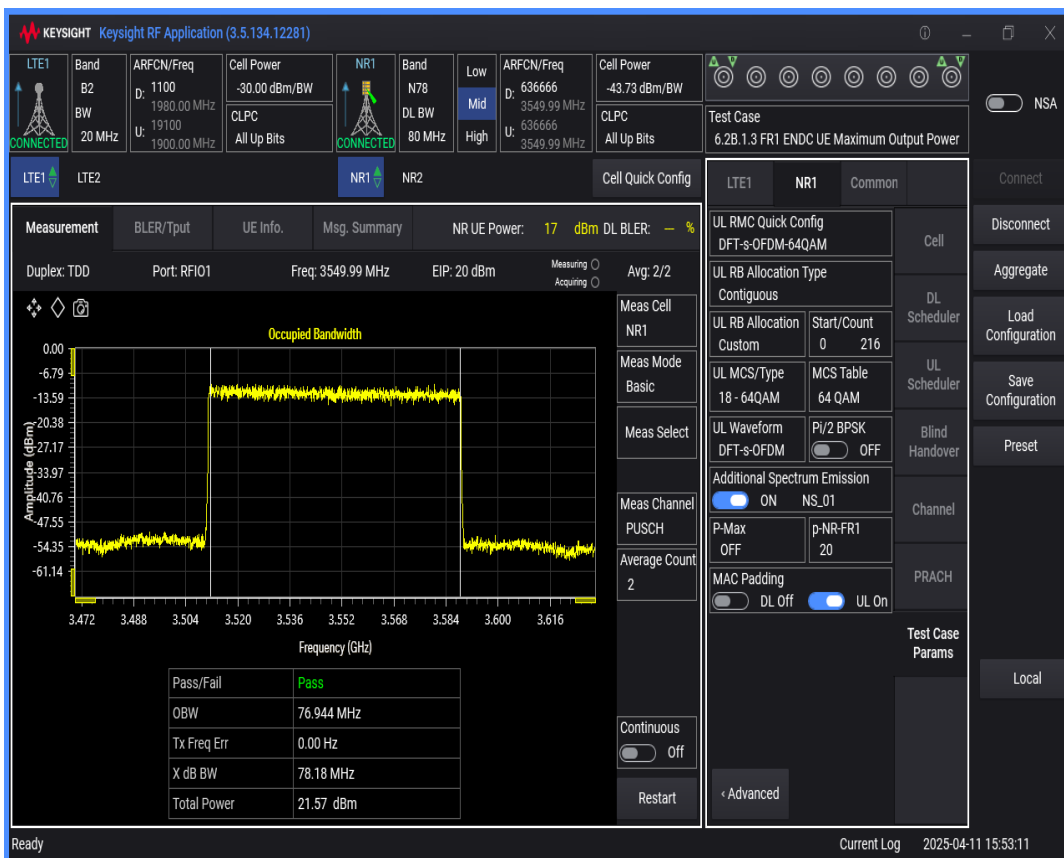 KEYSIGHT Keysight RF Application (3.5.134.12281)
LTE1
CONNECTED
Band
B2
BW
20 MHz
ARFCN/Freq
D: 1100
1980.00 MHz
U: 19100
1900.00 MHz
Cell Power
-30.00 dBm/BW
CLPC
All Up Bits
NR1
CONNECTED
Band
N78
DL BW
80 MHz
Low
Mid
High
ARFCN/Freq
D: 636666
3549.99 MHz
U: 636666
3549.99 MHz
Cell Power
-43.73 dBm/BW
CLPC
All Up Bits
Test Case
6.2B.1.3 FR1 ENDC UE Maximum Output Power
NSA
LTE1 LTE2 NR1 NR2 Cell Quick Config
Measurement BLER/Tput UE Info. Msg. Summary NR UE Power: 17 dBm DL BLER: -- %
Duplex: TDD Port: RFIO1 Freq: 3549.99 MHz EIP: 20 dBm Measuring Acquiring Avg: 2/2
Occupied Bandwidth
Amplitude (dBm)
0.00
-6.79
-13.59
-20.38
-27.17
-33.97
-40.76
-47.55
-54.35
-61.14
3.472 3.488 3.504 3.520 3.536 3.552 3.568 3.584 3.600 3.616
Frequency (GHz)
Pass/Fail Pass
OBW 76.944 MHz
Tx Freq Err 0.00 Hz
X dB BW 78.18 MHz
Total Power 21.57 dBm
Meas Cell
NR1
Meas Mode
Basic
Meas Select
Meas Channel
PUSCH
Average Count
2
Continuous
Off
Restart
LTE1 NR1 Common
UL RMC Quick Config
DFT-s-OFDM-64QAM
UL RB Allocation Type
Contiguous
UL RB Allocation Start/Count
Custom 0 216
UL MCS/Type MCS Table
18 - 64QAM 64 QAM
UL Waveform Pi/2 BPSK
DFT-s-OFDM OFF
Additional Spectrum Emission
ON NS_01
P-Max p-NR-FR1
OFF 20
MAC Padding
DL Off UL On
‹ Advanced
Cell
DL
Scheduler
UL
Scheduler
Blind
Handover
Channel
PRACH
Test Case
Params
Connect
Disconnect
Aggregate
Load
Configuration
Save
Configuration
Preset
Local
Ready Current Log 2025-04-11 15:53:11